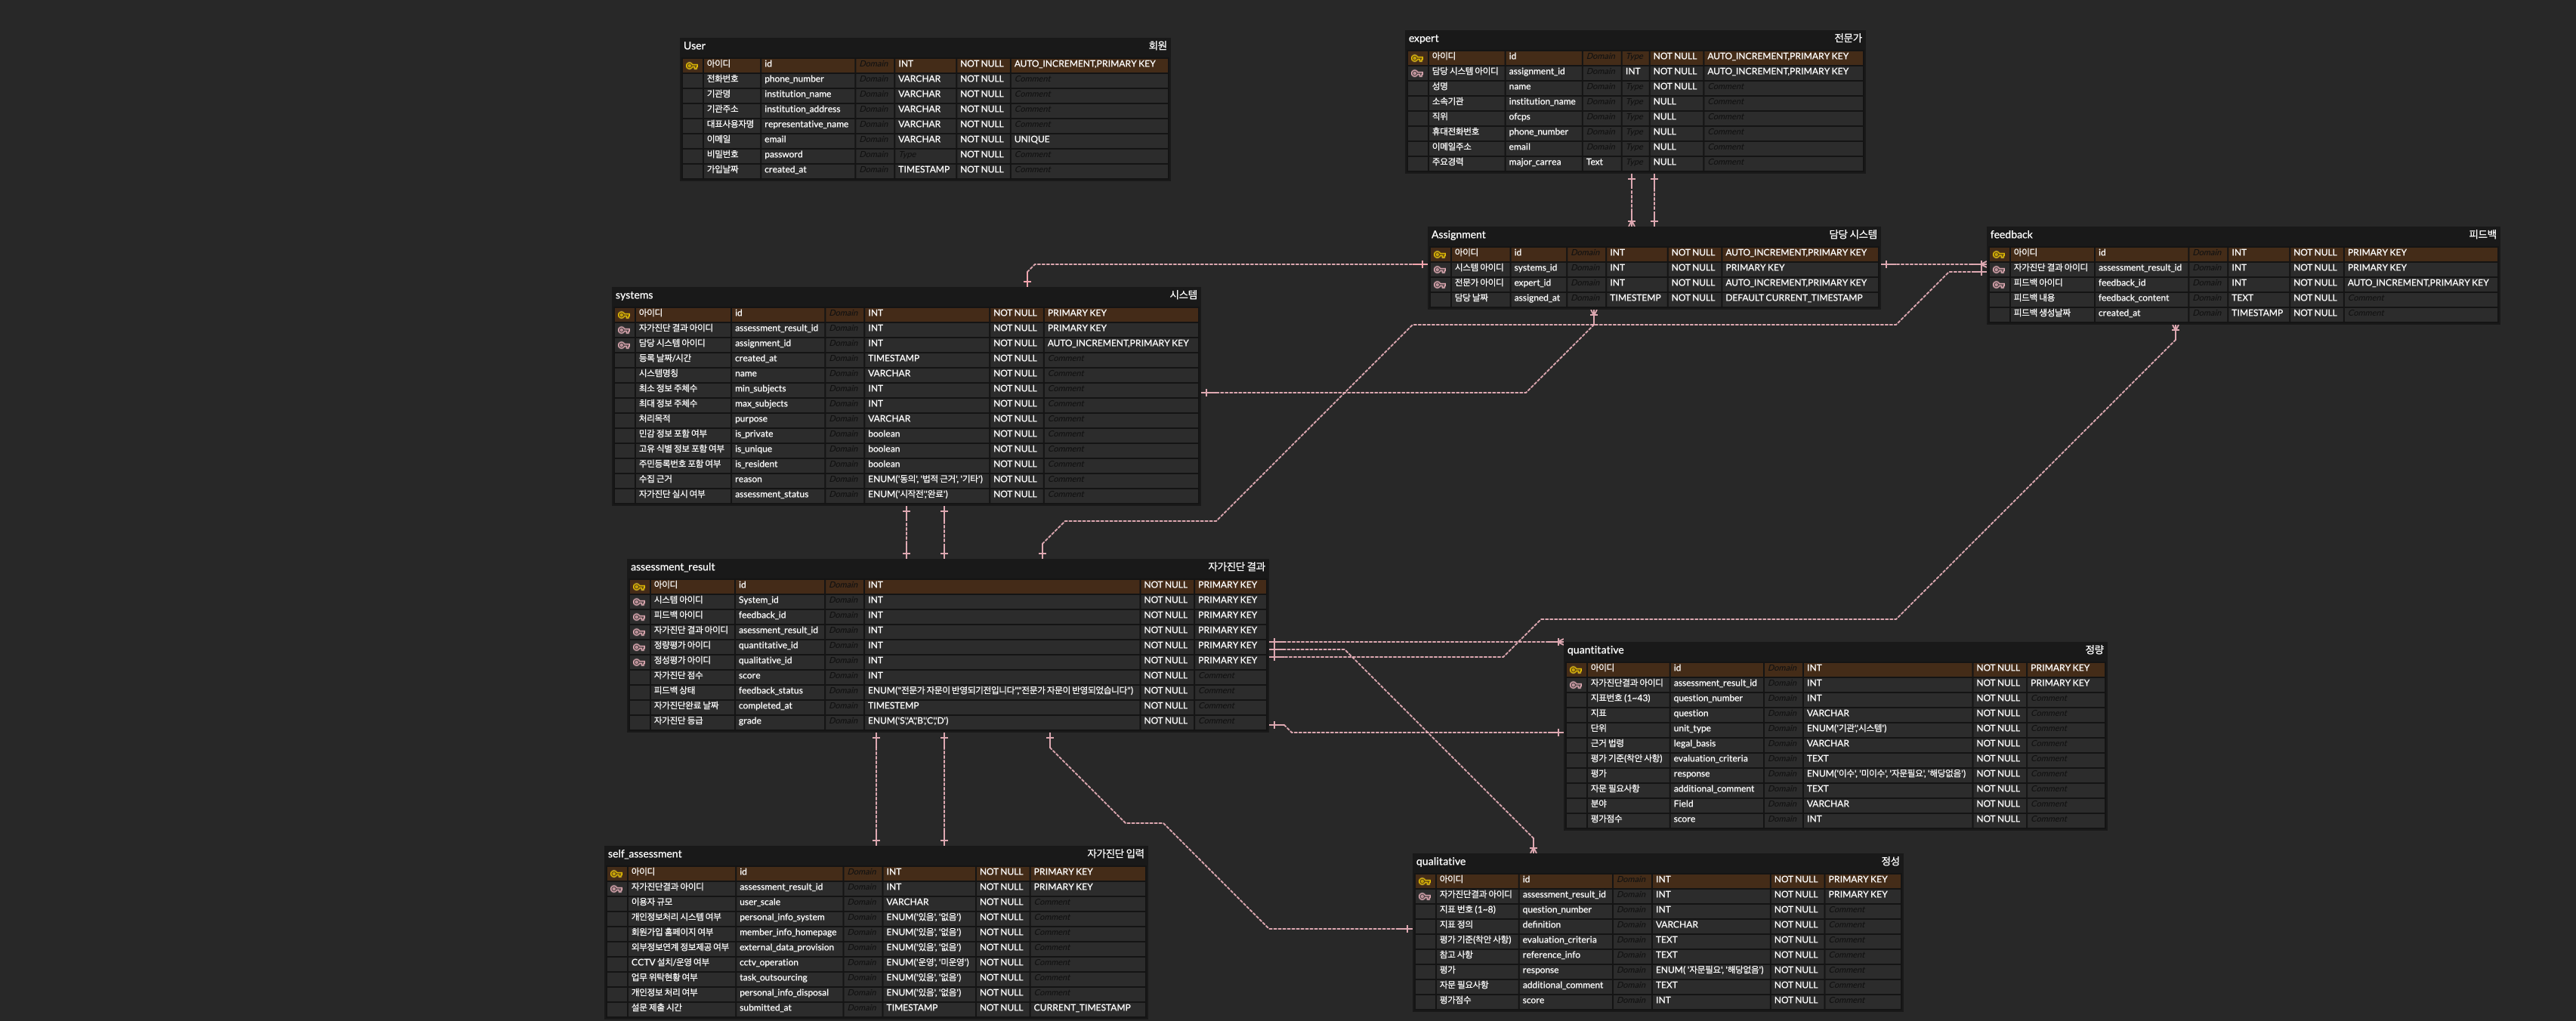 User 회원
아이디 id Domain INT NOT NULL AUTO_INCREMENT,PRIMARY KEY
전화번호 phone_number Domain VARCHAR NOT NULL Comment
기관명 institution_name Domain VARCHAR NOT NULL Comment
기관주소 institution_address Domain VARCHAR NOT NULL Comment
대표사용자명 representative_name Domain VARCHAR NOT NULL Comment
이메일 email Domain VARCHAR NOT NULL UNIQUE
비밀번호 password Domain Type NOT NULL Comment
가입날짜 created_at Domain TIMESTAMP NOT NULL Comment
expert 전문가
아이디 id Domain Type NOT NULL AUTO_INCREMENT,PRIMARY KEY
담당 시스템 아이디 assignment_id Domain INT NOT NULL AUTO_INCREMENT,PRIMARY KEY
성명 name Domain Type NOT NULL Comment
소속기관 institution_name Domain Type NULL Comment
직위 ofcps Domain Type NULL Comment
휴대전화번호 phone_number Domain Type NULL Comment
이메일주소 email Domain Type NULL Comment
주요경력 major_carrea Text Type NULL Comment
Assignment 담당 시스템
아이디 id Domain INT NOT NULL AUTO_INCREMENT,PRIMARY KEY
시스템 아이디 systems_id Domain INT NOT NULL PRIMARY KEY
전문가 아이디 expert_id Domain INT NOT NULL AUTO_INCREMENT,PRIMARY KEY
담당 날짜 assigned_at Domain TIMESTEMP NOT NULL DEFAULT CURRENT_TIMESTAMP
feedback 피드백
아이디 id Domain INT NOT NULL PRIMARY KEY
자가진단 결과 아이디 assessment_result_id Domain INT NOT NULL PRIMARY KEY
피드백 아이디 feedback_id Domain INT NOT NULL AUTO_INCREMENT,PRIMARY KEY
피드백 내용 feedback_content Domain TEXT NOT NULL Comment
피드백 생성날짜 created_at Domain TIMESTAMP NOT NULL Comment
systems 시스템
아이디 id Domain INT NOT NULL PRIMARY KEY
자가진단 결과 아이디 assessment_result_id Domain INT NOT NULL PRIMARY KEY
담당 시스템 아이디 assignment_id Domain INT NOT NULL AUTO_INCREMENT,PRIMARY KEY
등록 날짜/시간 created_at Domain TIMESTAMP NOT NULL Comment
시스템명칭 name Domain VARCHAR NOT NULL Comment
최소 정보 주체수 min_subjects Domain INT NOT NULL Comment
최대 정보 주체수 max_subjects Domain INT NOT NULL Comment
처리목적 purpose Domain VARCHAR NOT NULL Comment
민감 정보 포함 여부 is_private Domain boolean NOT NULL Comment
고유 식별 정보 포함 여부 is_unique Domain boolean NOT NULL Comment
주민등록번호 포함 여부 is_resident Domain boolean NOT NULL Comment
수집 근거 reason Domain ENUM('동의', '법적 근거', '기타') NOT NULL Comment
자가진단 실시 여부 assessment_status Domain ENUM('시작전','완료') NOT NULL Comment
assessment_result 자가진단 결과
아이디 id Domain INT NOT NULL PRIMARY KEY
시스템 아이디 System_id Domain INT NOT NULL PRIMARY KEY
피드백 아이디 feedback_id Domain INT NOT NULL PRIMARY KEY
자가진단 결과 아이디 asessment_result_id Domain INT NOT NULL PRIMARY KEY
정량평가 아이디 quantitative_id Domain INT NOT NULL PRIMARY KEY
정성평가 아이디 qualitative_id Domain INT NOT NULL PRIMARY KEY
자가진단 점수 score Domain INT NOT NULL Comment
피드백 상태 feedback_status Domain ENUM("전문가 자문이 반영되기전입니다","전문가 자문이 반영되었습니다") NOT NULL Comment
자가진단완료 날짜 completed_at Domain TIMESTEMP NOT NULL Comment
자가진단 등급 grade Domain ENUM('S','A','B','C','D') NOT NULL Comment
quantitative 정량
아이디 id Domain INT NOT NULL PRIMARY KEY
자가진단결과 아이디 assessment_result_id Domain INT NOT NULL PRIMARY KEY
지표번호 (1~43) question_number Domain INT NOT NULL Comment
지표 question Domain VARCHAR NOT NULL Comment
단위 unit_type Domain ENUM('기관','시스템') NOT NULL Comment
근거 법령 legal_basis Domain VARCHAR NOT NULL Comment
평가 기준(착안 사항) evaluation_criteria Domain TEXT NOT NULL Comment
평가 response Domain ENUM('이수', '미이수', '자문필요', '해당없음') NOT NULL Comment
자문 필요사항 additional_comment Domain TEXT NOT NULL Comment
분야 Field Domain VARCHAR NOT NULL Comment
평가점수 score Domain INT NOT NULL Comment
self_assessment 자가진단 입력
아이디 id Domain INT NOT NULL PRIMARY KEY
자가진단결과 아이디 assessment_result_id Domain INT NOT NULL PRIMARY KEY
이용자 규모 user_scale Domain VARCHAR NOT NULL Comment
개인정보처리 시스템 여부 personal_info_system Domain ENUM('있음', '없음') NOT NULL Comment
회원가입 홈페이지 여부 member_info_homepage Domain ENUM('있음', '없음') NOT NULL Comment
외부정보연계 정보제공 여부 external_data_provision Domain ENUM('있음', '없음') NOT NULL Comment
CCTV 설치/운영 여부 cctv_operation Domain ENUM('운영', '미운영') NOT NULL Comment
업무 위탁현황 여부 task_outsourcing Domain ENUM('있음', '없음') NOT NULL Comment
개인정보 처리 여부 personal_info_disposal Domain ENUM('있음', '없음') NOT NULL Comment
설문 제출 시간 submitted_at Domain TIMESTAMP NOT NULL CURRENT_TIMESTAMP
qualitative 정성
아이디 id Domain INT NOT NULL PRIMARY KEY
자가진단결과 아이디 assessment_result_id Domain INT NOT NULL PRIMARY KEY
지표 번호 (1~8) question_number Domain INT NOT NULL Comment
지표 정의 definition Domain VARCHAR NOT NULL Comment
평가 기준(착안 사항) evaluation_criteria Domain TEXT NOT NULL Comment
참고 사항 reference_info Domain TEXT NOT NULL Comment
평가 response Domain ENUM( '자문필요', '해당없음') NOT NULL Comment
자문 필요사항 additional_comment Domain TEXT NOT NULL Comment
평가점수 score Domain INT NOT NULL Comment